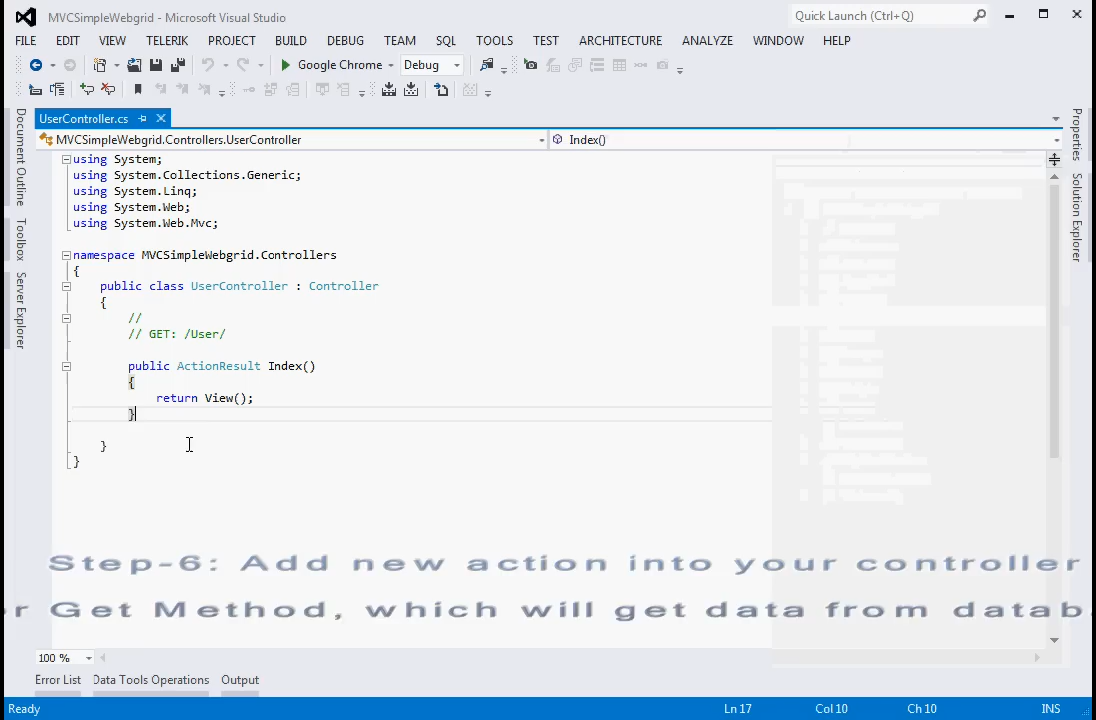 MVCSimpleWebgrid - Microsoft Visual Studio
Quick Launch (Ctrl+Q)
FILE EDIT VIEW TELERIK PROJECT BUILD DEBUG TEAM SQL TOOLS TEST ARCHITECTURE ANALYZE WINDOW HELP
Google Chrome Debug
UserController.cs
MVCSimpleWebgrid.Controllers.UserController
Index()
Document Outline
Toolbox
Server Explorer
Properties
Solution Explorer
using System;
using System.Collections.Generic;
using System.Linq;
using System.Web;
using System.Web.Mvc;
namespace MVCSimpleWebgrid.Controllers
{
public class UserController : Controller
{
//
// GET: /User/
public ActionResult Index()
{
return View();
}
}
}
Step-6: Add new action into your controller
or Get Method, which will get data from datab
100 %
Error List Data Tools Operations Output
Ready Ln 17 Col 10 Ch 10 INS